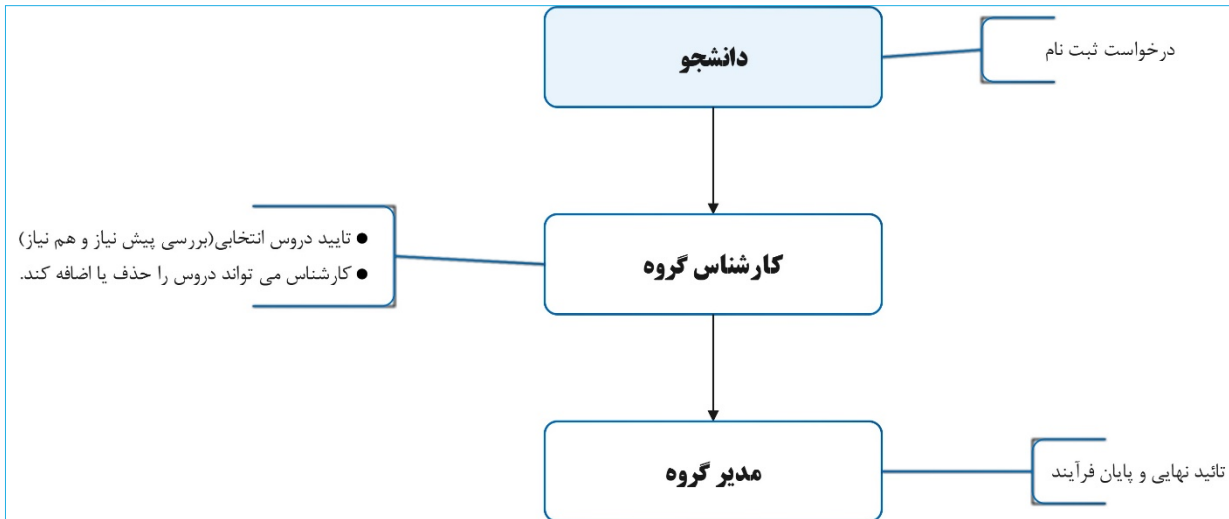 دانشجو
درخواست ثبت نام
کارشناس گروه
● تایید دروس انتخابی(بررسی پیش نیاز و هم نیاز)
● کارشناس می تواند دروس را حذف یا اضافه کند.
مدیر گروه
تائید نهایی و پایان فرآیند